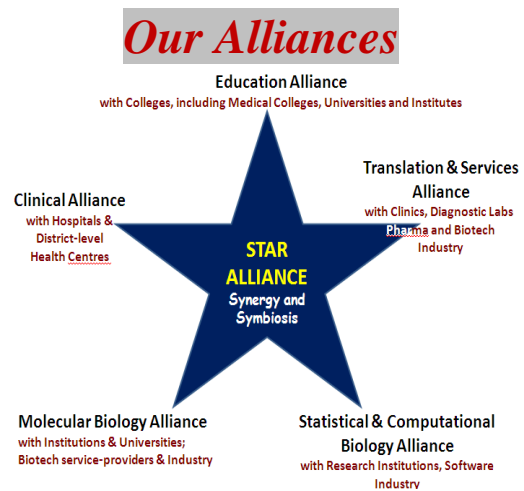 Our Alliances
Education Alliance
with Colleges, including Medical Colleges, Universities and Institutes
Translation & Services
Alliance
with Clinics, Diagnostic Labs
Pharma and Biotech
Industry
Clinical Alliance
with Hospitals &
District-level
Health Centres
STAR
ALLIANCE
Synergy and
Symbiosis
Molecular Biology Alliance
with Institutions & Universities;
Biotech service-providers & Industry
Statistical & Computational
Biology Alliance
with Research Institutions, Software
Industry